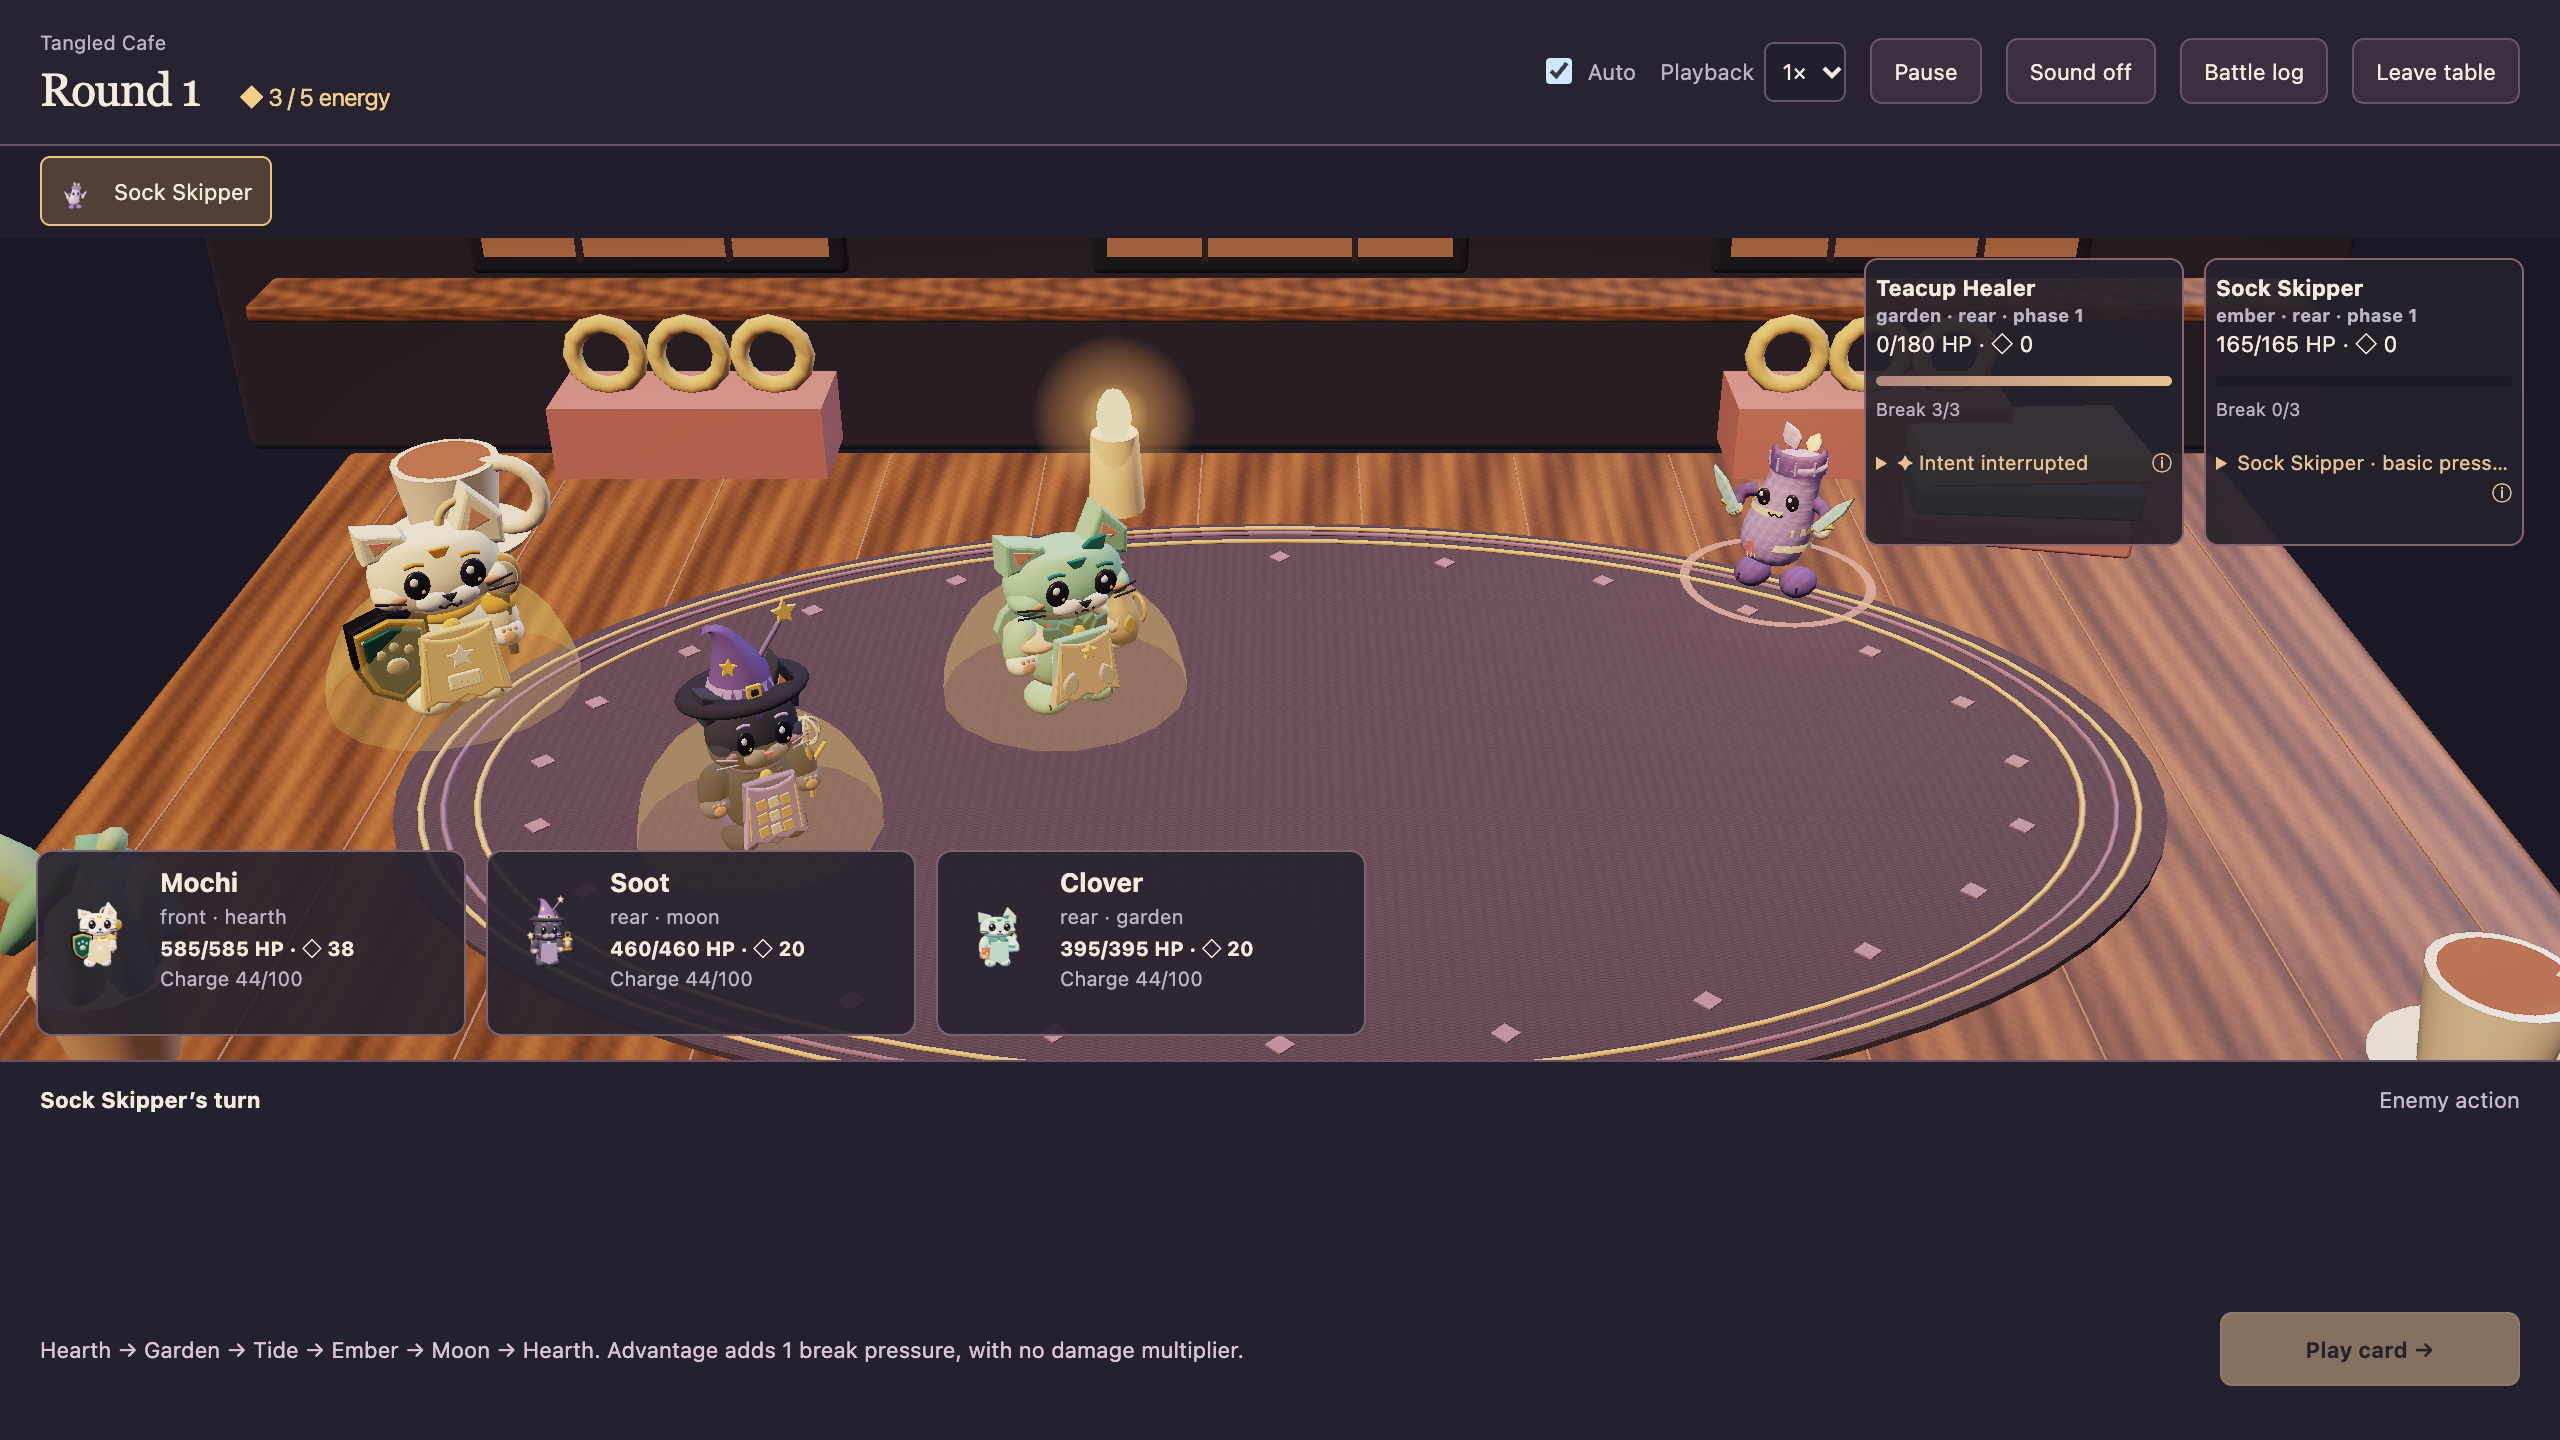 Tangled Cafe
Round 1
3 / 5 energy
Auto
Playback
1×
Pause
Sound off
Battle log
Leave table
Sock Skipper
Teacup Healer
garden · rear · phase 1
0/180 HP · ◇ 0
Break 3/3
▶ ✦ Intent interrupted ⓘ
Sock Skipper
ember · rear · phase 1
165/165 HP · ◇ 0
Break 0/3
▶ Sock Skipper · basic press...
ⓘ
Mochi
front · hearth
585/585 HP · ◇ 38
Charge 44/100
Soot
rear · moon
460/460 HP · ◇ 20
Charge 44/100
Clover
rear · garden
395/395 HP · ◇ 20
Charge 44/100
Sock Skipper’s turn
Enemy action
Hearth → Garden → Tide → Ember → Moon → Hearth. Advantage adds 1 break pressure, with no damage multiplier.
Play card →